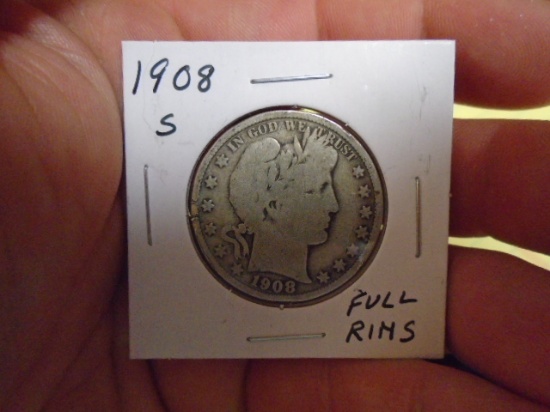 1908
S
IN GOD WE TRUST
1908
FULL
RIMS